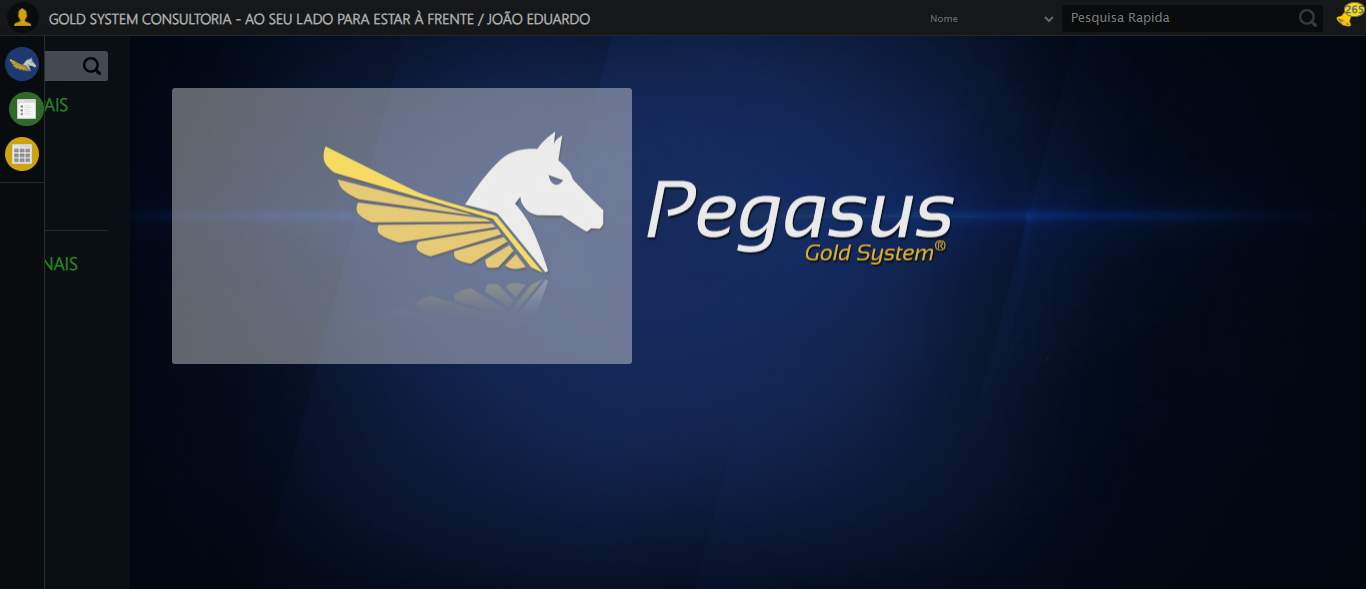 GOLD SYSTEM CONSULTORIA - AO SEU LADO PARA ESTAR À FRENTE / JOÃO EDUARDO
Nome
Pesquisa Rapida
265
AIS
NAIS
Pegasus
Gold System®